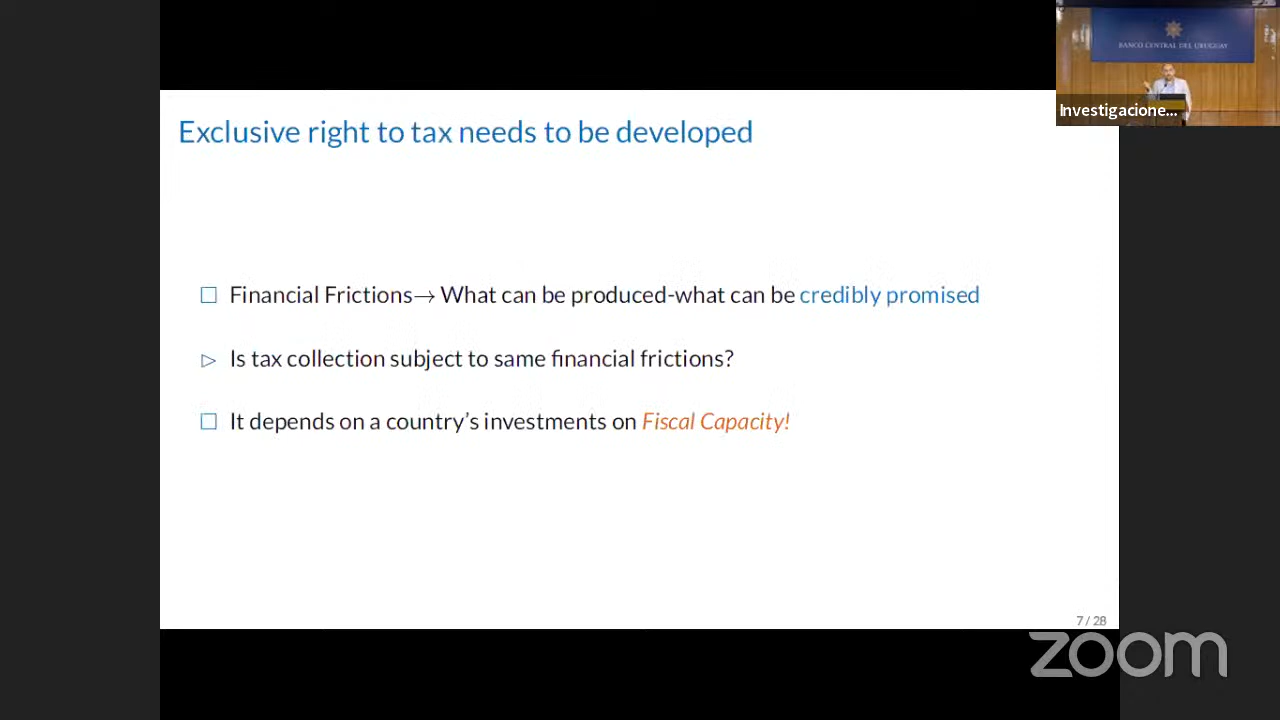 BANCO CENTRAL DEL URUGUAY
Investigacione...
Exclusive right to tax needs to be developed
Financial Frictions→ What can be produced-what can be credibly promised
Is tax collection subject to same financial frictions?
It depends on a country's investments on Fiscal Capacity!
7 / 28
zoom